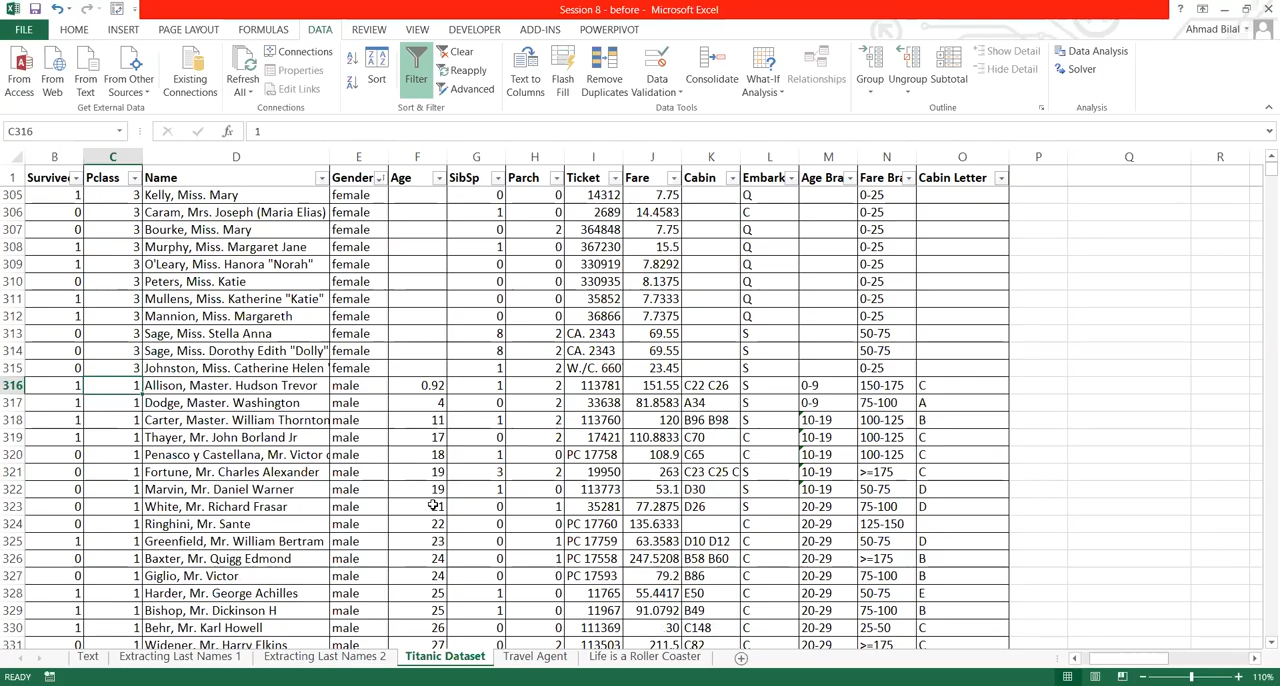 Session 8 - before - Microsoft Excel
FILE HOME INSERT PAGE LAYOUT FORMULAS DATA REVIEW VIEW DEVELOPER ADD-INS POWERPIVOT Ahmad Bilal
From Access From Web From Text From Other Sources Existing Connections Refresh All Connections Properties Edit Links Sort Filter Clear Reapply Advanced Text to Columns Flash Fill Remove Duplicates Data Validation Consolidate What-If Analysis Relationships Group Ungroup Subtotal Show Detail Hide Detail Data Analysis Solver
Get External Data Connections Sort & Filter Data Tools Outline Analysis
C316 fx 1
B C D E F G H I J K L M N O P Q R
1 Survived Pclass Name Gender Age SibSp Parch Ticket Fare Cabin Embark Age Bra Fare Bra Cabin Letter
305 1 3 Kelly, Miss. Mary female 0 0 14312 7.75 Q 0-25
306 0 3 Caram, Mrs. Joseph (Maria Elias) female 1 0 2689 14.4583 C 0-25
307 0 3 Bourke, Miss. Mary female 0 2 364848 7.75 Q 0-25
308 1 3 Murphy, Miss. Margaret Jane female 1 0 367230 15.5 Q 0-25
309 1 3 O'Leary, Miss. Hanora "Norah" female 0 0 330919 7.8292 Q 0-25
310 0 3 Peters, Miss. Katie female 0 0 330935 8.1375 Q 0-25
311 1 3 Mullens, Miss. Katherine "Katie" female 0 0 35852 7.7333 Q 0-25
312 1 3 Mannion, Miss. Margareth female 0 0 36866 7.7375 Q 0-25
313 0 3 Sage, Miss. Stella Anna female 8 2 CA. 2343 69.55 S 50-75
314 0 3 Sage, Miss. Dorothy Edith "Dolly" female 8 2 CA. 2343 69.55 S 50-75
315 0 3 Johnston, Miss. Catherine Helen female 1 2 W./C. 660 23.45 S 0-25
316 1 1 Allison, Master. Hudson Trevor male 0.92 1 2 113781 151.55 C22 C26 S 0-9 150-175 C
317 1 1 Dodge, Master. Washington male 4 0 2 33638 81.8583 A34 S 0-9 75-100 A
318 1 1 Carter, Master. William Thornton male 11 1 2 113760 120 B96 B98 S 10-19 100-125 B
319 1 1 Thayer, Mr. John Borland Jr male 17 0 2 17421 110.8833 C70 C 10-19 100-125 C
320 0 1 Penasco y Castellana, Mr. Victor male 18 1 0 PC 17758 108.9 C65 C 10-19 100-125 C
321 0 1 Fortune, Mr. Charles Alexander male 19 3 2 19950 263 C23 C25 C S 10-19 >=175 C
322 0 1 Marvin, Mr. Daniel Warner male 19 1 0 113773 53.1 D30 S 10-19 50-75 D
323 0 1 White, Mr. Richard Frasar male 0 1 35281 77.2875 D26 S 20-29 75-100 D
324 0 1 Ringhini, Mr. Sante male 22 0 0 PC 17760 135.6333 C 20-29 125-150
325 1 1 Greenfield, Mr. William Bertram male 23 0 1 PC 17759 63.3583 D10 D12 C 20-29 50-75 D
326 0 1 Baxter, Mr. Quigg Edmond male 24 0 1 PC 17558 247.5208 B58 B60 C 20-29 >=175 B
327 0 1 Giglio, Mr. Victor male 24 0 0 PC 17593 79.2 B86 C 20-29 75-100 B
328 1 1 Harder, Mr. George Achilles male 25 1 0 11765 55.4417 E50 C 20-29 50-75 E
329 1 1 Bishop, Mr. Dickinson H male 25 1 0 11967 91.0792 B49 C 20-29 75-100 B
330 1 1 Behr, Mr. Karl Howell male 26 0 0 111369 30 C148 C 20-29 25-50 C
331 0 1 Widener, Mr. Harry Elkins male 27 0 2 113503 211.5 C82 C 20-29 >=175 C
Text Extracting Last Names 1 Extracting Last Names 2 Titanic Dataset Travel Agent Life is a Roller Coaster
READY 110%